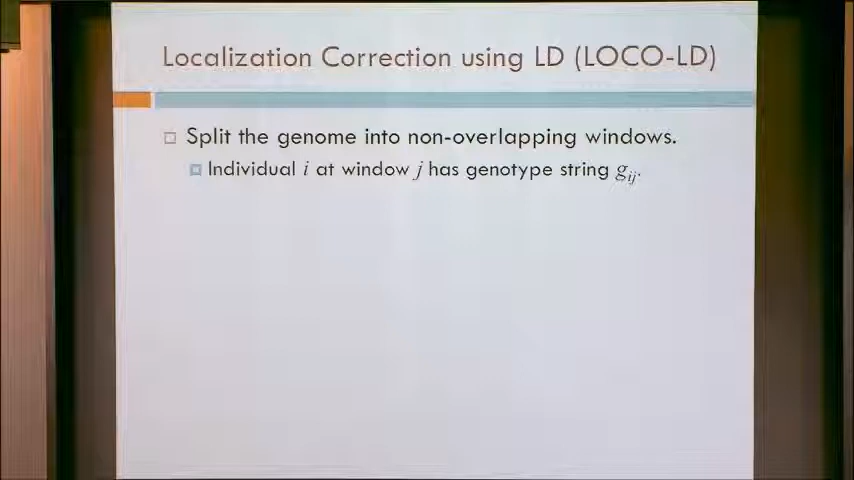 Localization Correction using LD (LOCO-LD)
Split the genome into non-overlapping windows.
Individual i at window j has genotype string gij.